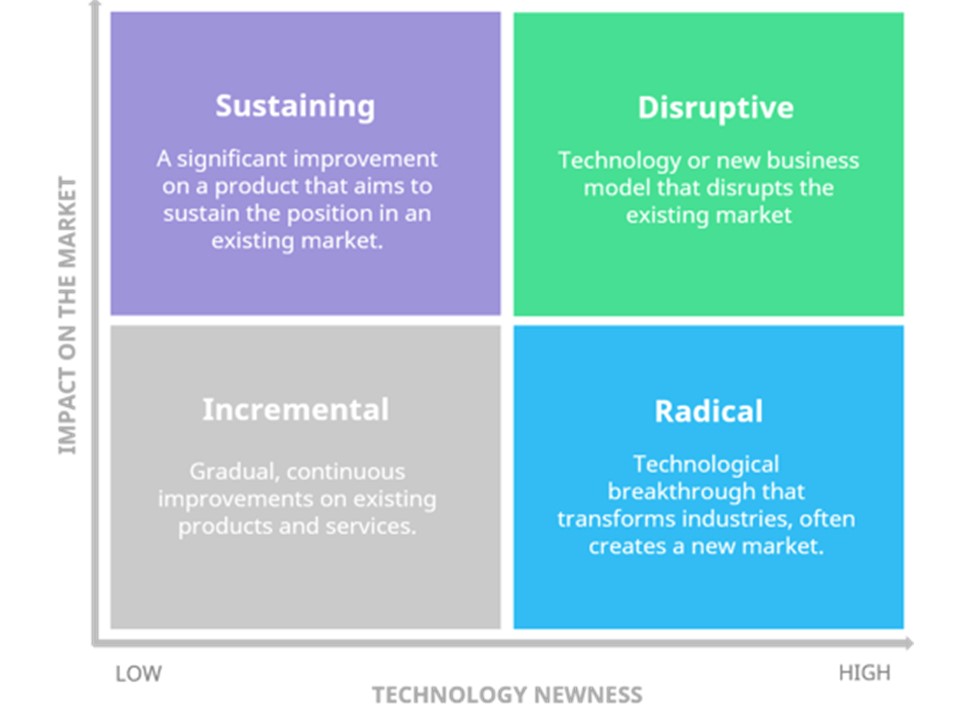 IMPACT ON THE MARKET
Sustaining
A significant improvement
on a product that aims to
sustain the position in an
existing market.
Disruptive
Technology or new business
model that disrupts the
existing market
Incremental
Gradual, continuous
improvements on existing
products and services.
Radical
Technological
breakthrough that
transforms industries, often
creates a new market.
LOW
HIGH
TECHNOLOGY NEWNESS